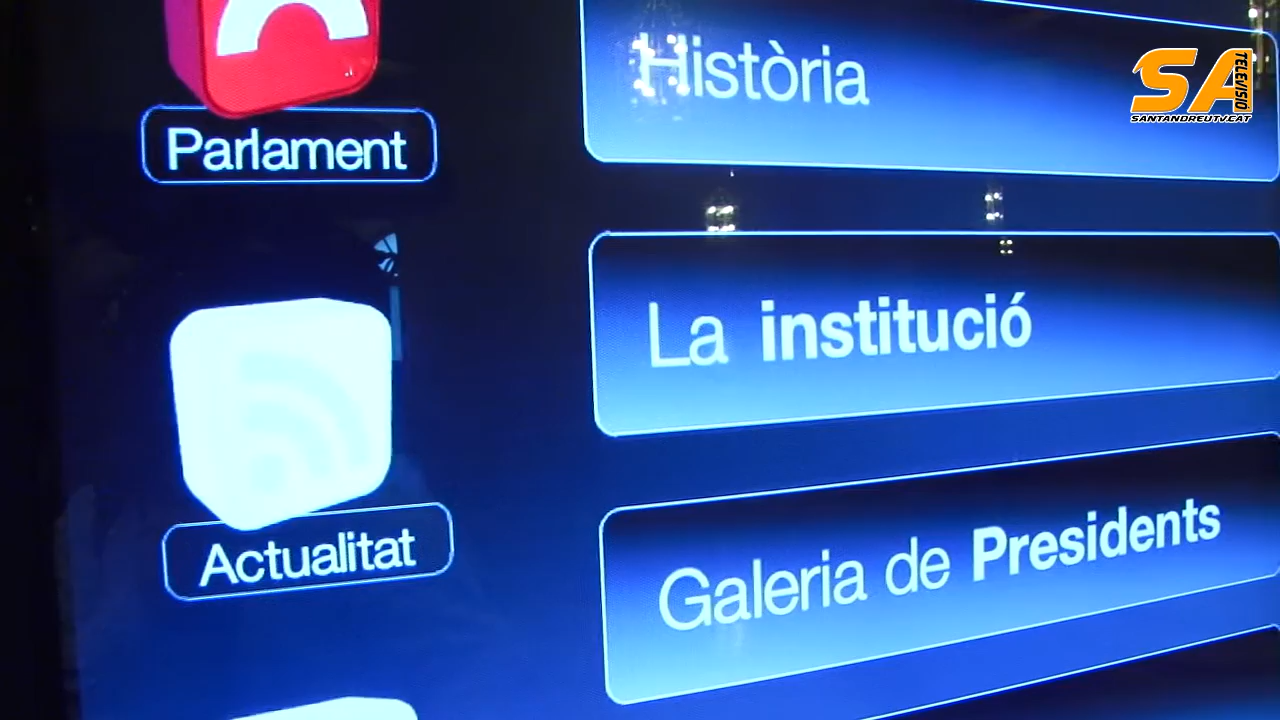 Història
SA
TELEVISIÓ
SANTANDREUTV.CAT
Parlament
La institució
Actualitat
Galeria de Presidents